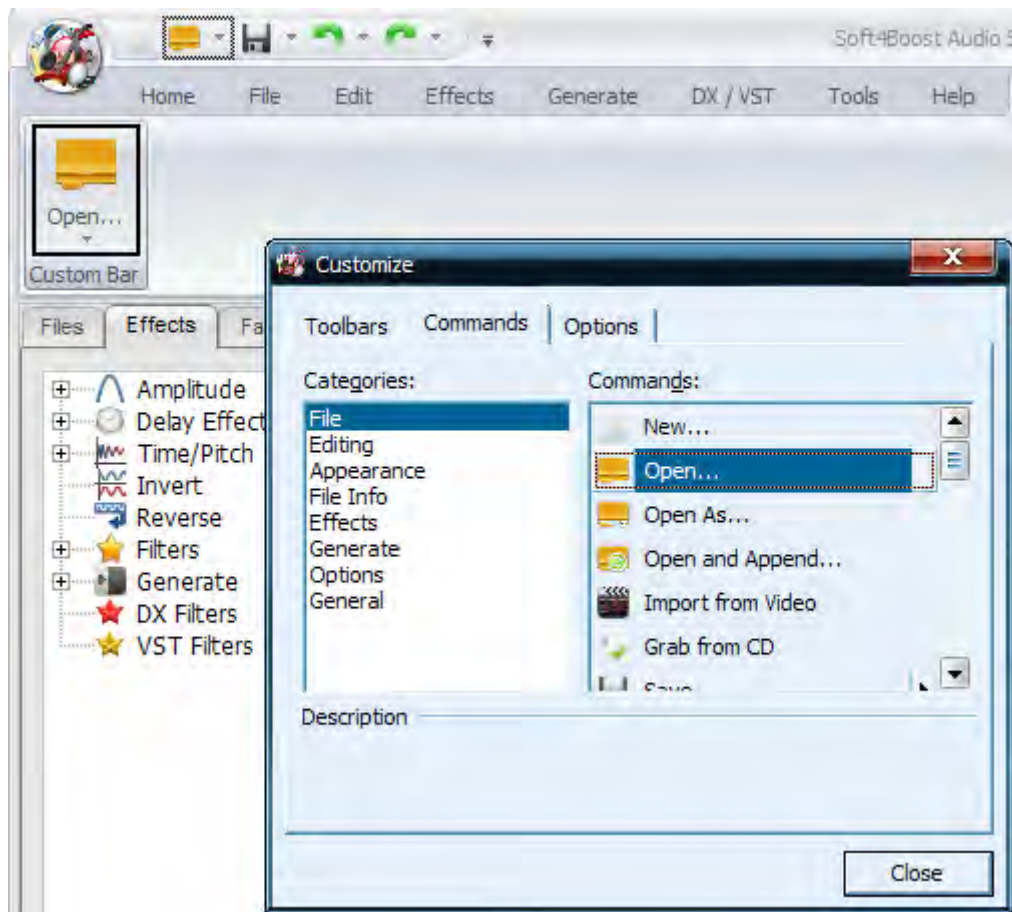 Soft4Boost Audio
Home File Edit Effects Generate DX / VST Tools Help
Open...
Custom Bar
Customize
Files Effects Fa
Toolbars Commands Options
Categories: Commands:
Amplitude
Delay Effect
Time/Pitch
Invert
Reverse
Filters
Generate
DX Filters
VST Filters
File
Editing
Appearance
File Info
Effects
Generate
Options
General
New...
Open...
Open As...
Open and Append...
Import from Video
Grab from CD
Save
Description
Close